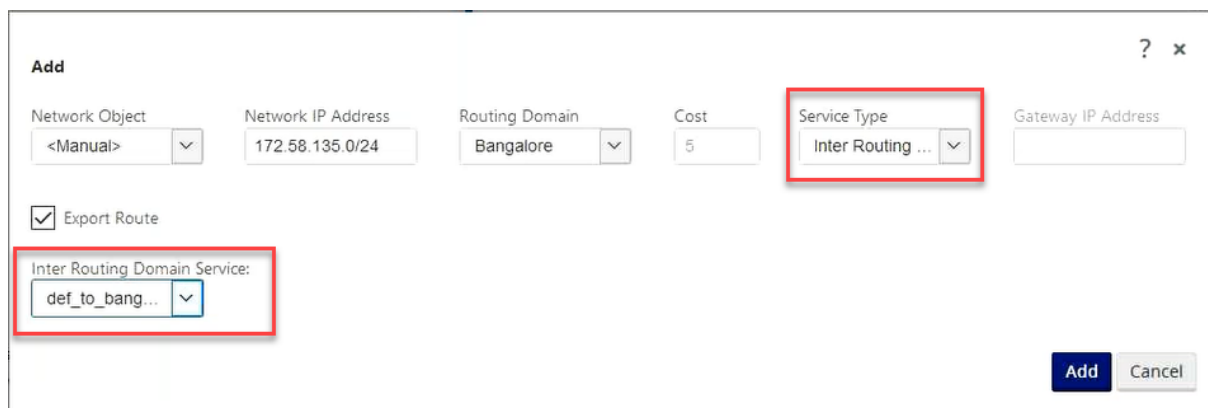 ? ×
Add
Network Object Network IP Address Routing Domain Cost Service Type Gateway IP Address
<Manual> 172.58.135.0/24 Bangalore 5 Inter Routing ...
Export Route
Inter Routing Domain Service:
def_to_bang...
Add Cancel